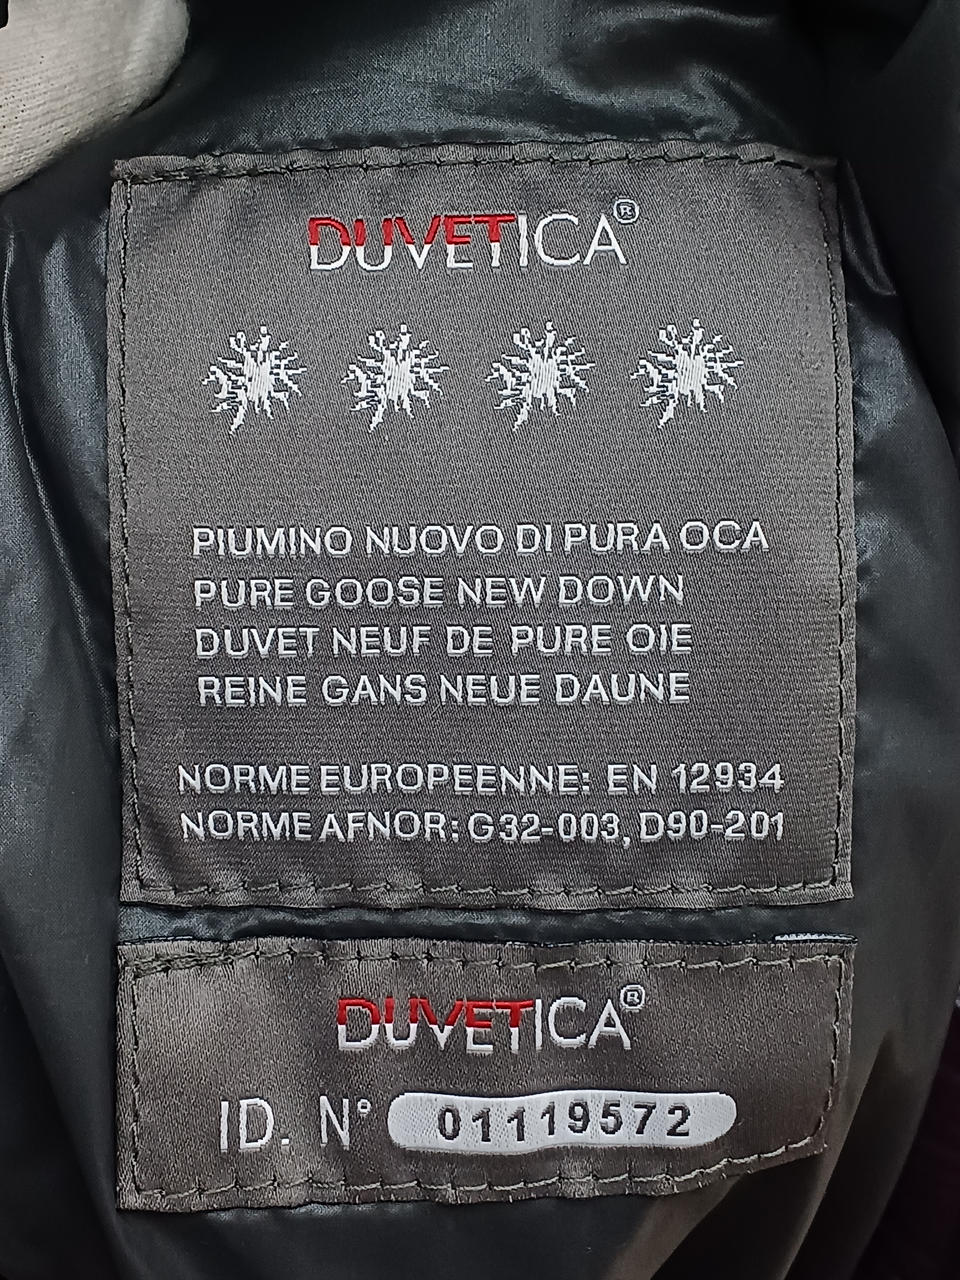 DUVETICA®
PIUMINO NUOVO DI PURA OCA
PURE GOOSE NEW DOWN
DUVET NEUF DE PURE OIE
REINE GANS NEUE DAUNE
NORME EUROPEENNE: EN 12934
NORME AFNOR: G32-003, D90-201
DUVETICA®
ID. N° 01119572